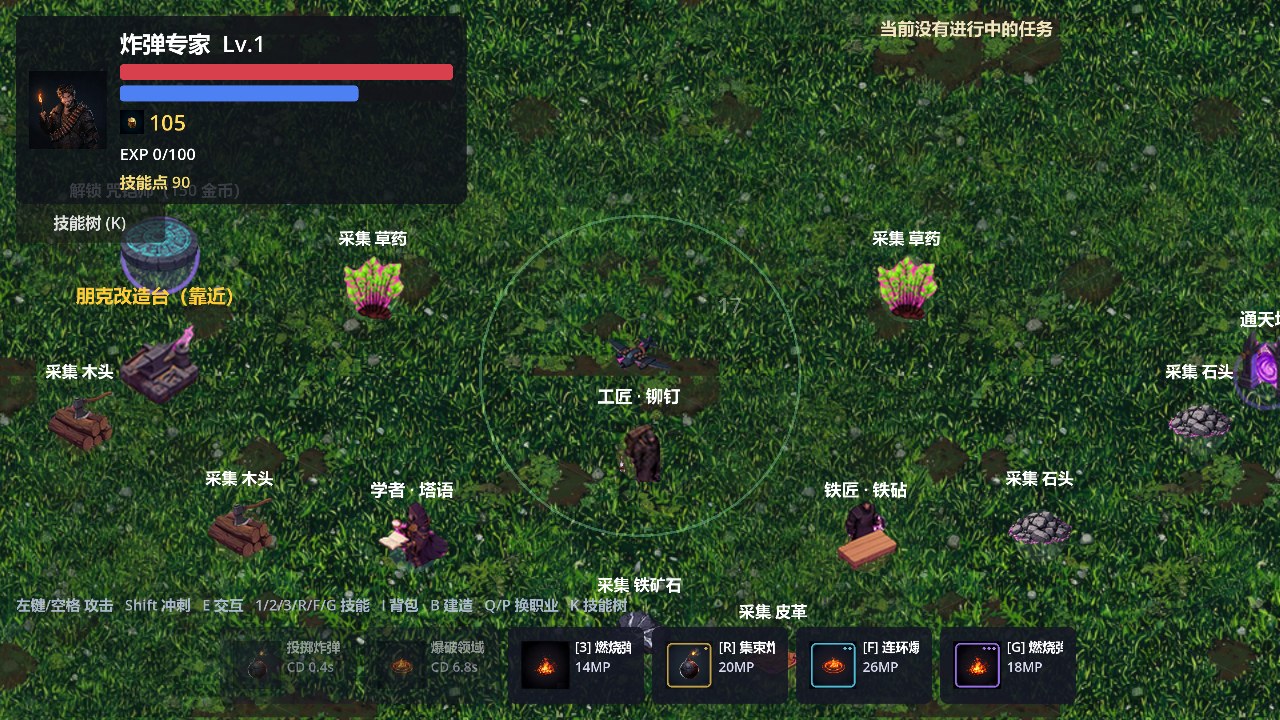 炸弹专家 Lv.1
当前没有进行中的任务
105
EXP 0/100
技能点 90
技能树 (K)
采集 草药
采集 草药
朋克改造台（靠近）
17
通天
采集 木头
采集 石头
工匠 · 铆钉
采集 木头
学者 · 塔语
铁匠 · 铁砧
采集 石头
采集 铁矿石
左键/空格 攻击 Shift 冲刺 E 交互 1/2/3/R/F/G 技能 I 背包 B 建造 Q/P 换职业 K 技能树
采集 皮革
投掷炸弹
CD 0.4s
爆破领域
CD 6.8s
[3] 燃烧弹
14MP
[R] 集束炸
20MP
[F] 连环爆
26MP
[G] 燃烧弹
18MP